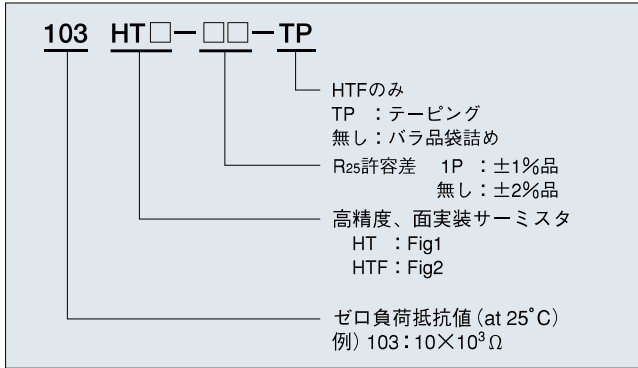 103 HT□－□□－TP
HTFのみ
TP ：テーピング
無し：バラ品袋詰め
R25許容差 1P ：±1%品
無し：±2%品
高精度、面実装サーミスタ
HT ：Fig1
HTF：Fig2
ゼロ負荷抵抗値（at 25°C）
例）103：10×10³Ω